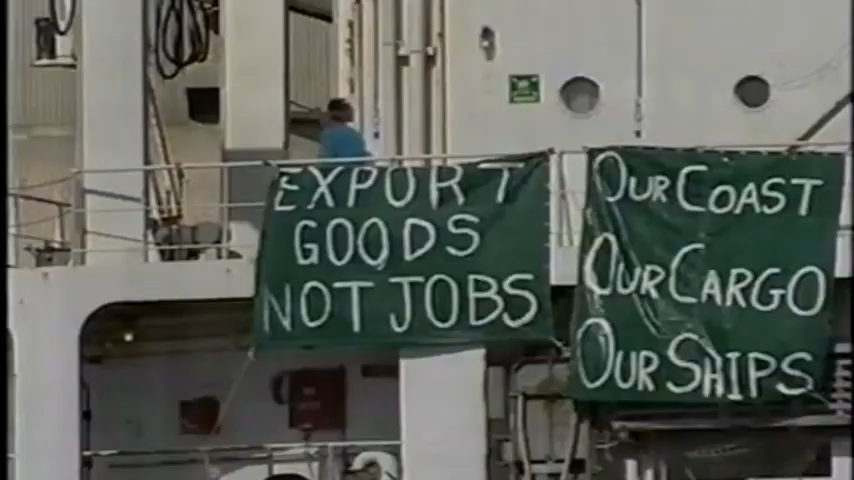 EXPORT
GOODS
NOT JOBS
OUR COAST
OUR CARGO
OUR SHIPS